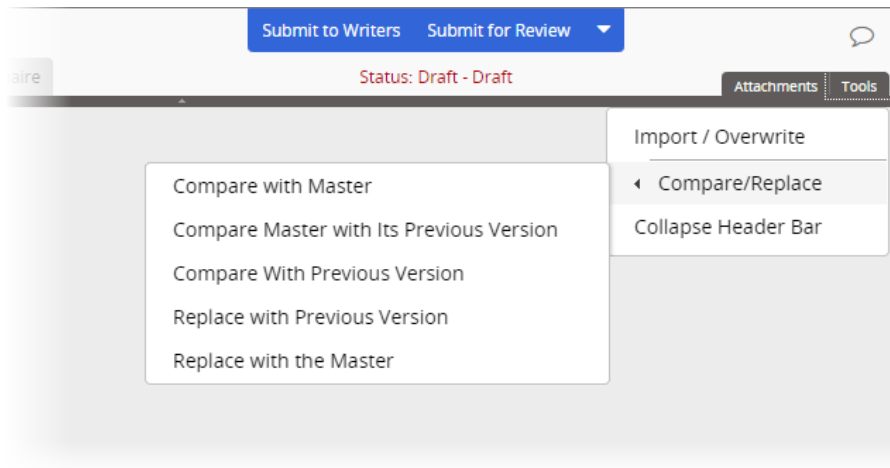 Submit to Writers Submit for Review
aire
Status: Draft - Draft
Attachments Tools
Import / Overwrite
Compare/Replace
Collapse Header Bar
Compare with Master
Compare Master with Its Previous Version
Compare With Previous Version
Replace with Previous Version
Replace with the Master